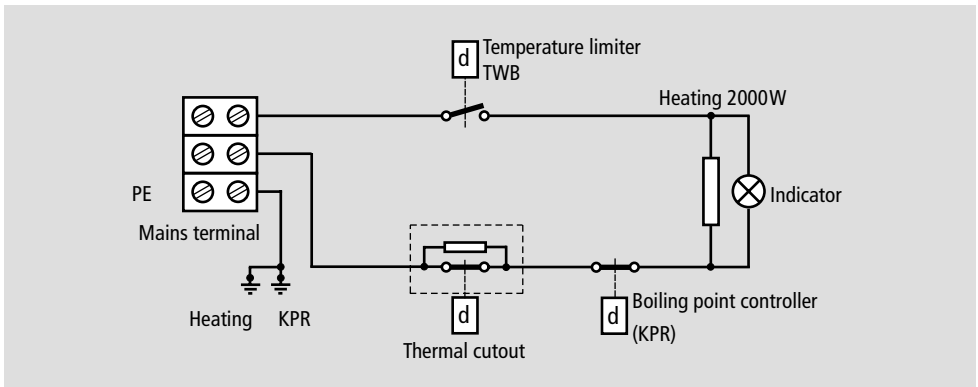 d
Temperature limiter
TWB
Heating 2000W
PE
Indicator
Mains terminal
d
d
Boiling point controller
(KPR)
Heating
KPR
Thermal cutout